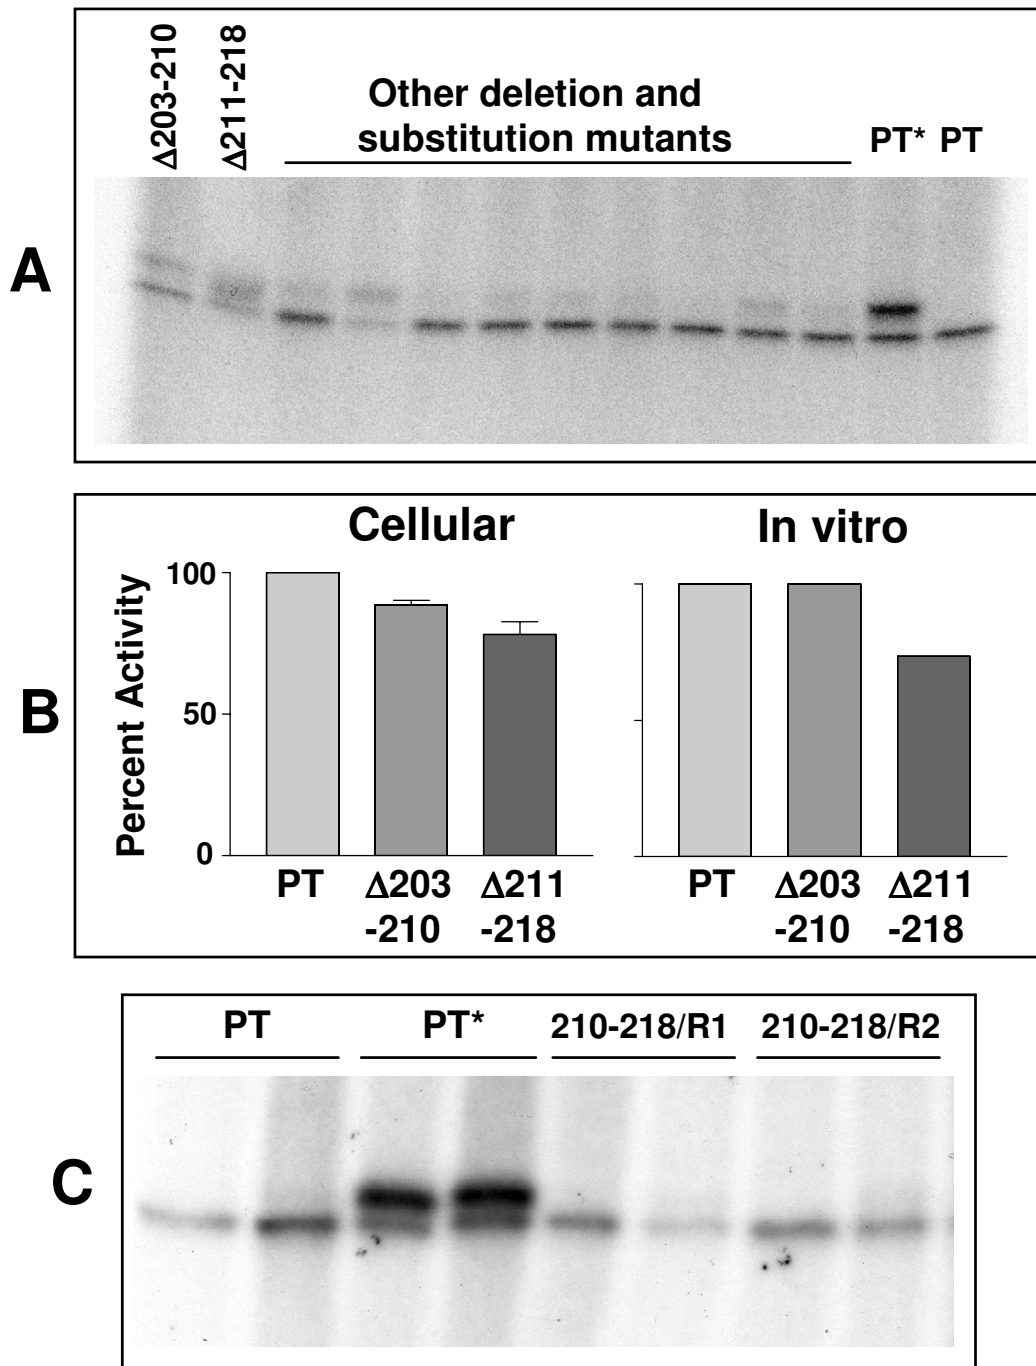 A
Δ203-210
Δ211-218
Other deletion and
substitution mutants
PT* PT
B
Cellular
In vitro
Percent Activity
100
50
0
PT Δ203 Δ211
-210 -218
PT Δ203 Δ211
-210 -218
C
PT PT* 210-218/R1 210-218/R2